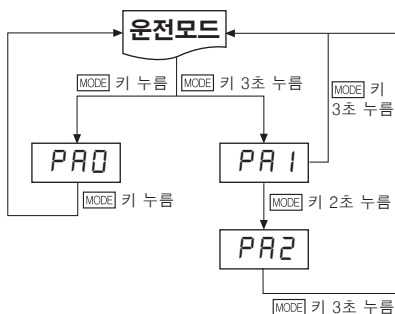 운전모드
MODE 키 누름 MODE 키 3초 누름
MODE 키
3초 누름
PA0 PA1
MODE 키 누름 MODE 키 2초 누름
PA2
MODE 키 3초 누름